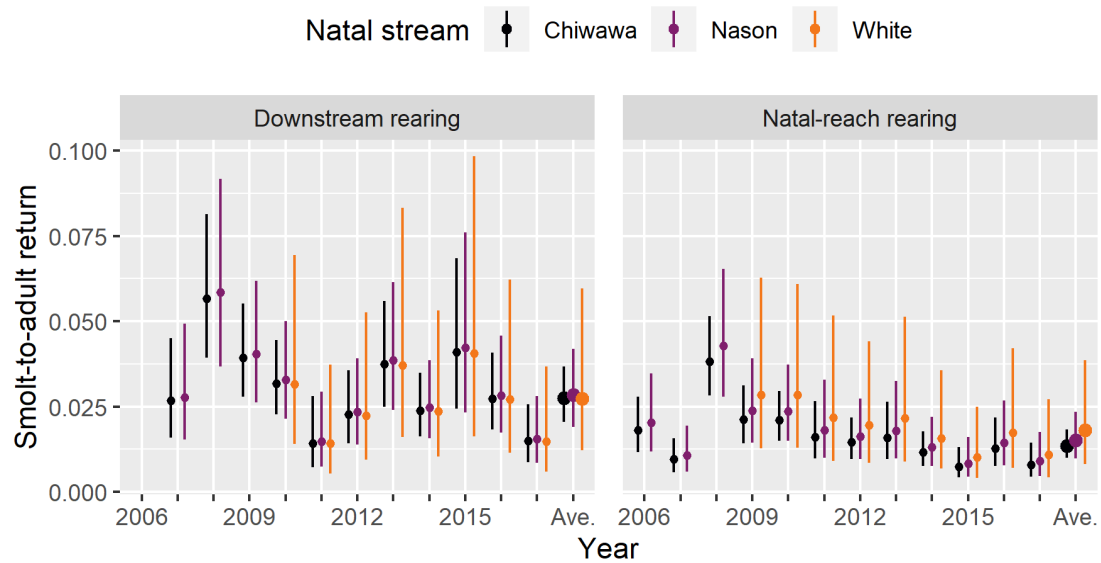 Natal stream Chiwawa Nason White
Downstream rearing Natal-reach rearing
Smolt-to-adult return
0.100
0.075
0.050
0.025
0.000
2006 2009 2012 2015 Ave. 2006 2009 2012 2015 Ave.
Year